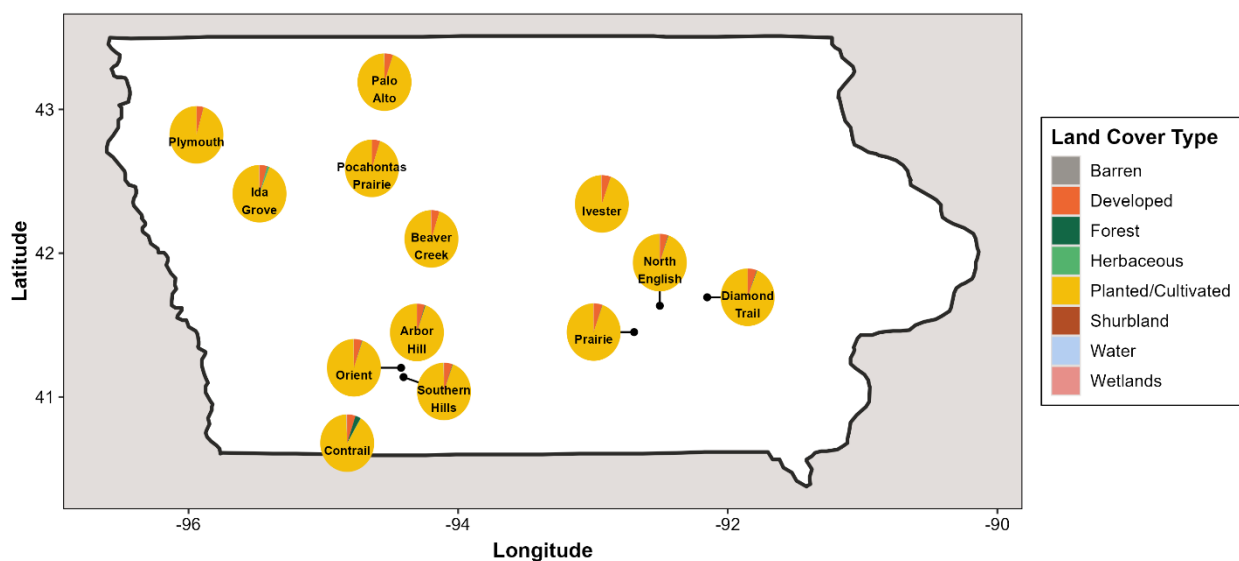 Palo
Alto
Plymouth
Pocahontas
Prairie
Ida
Grove
Ivester
Beaver
Creek
North
English
Diamond
Trail
Arbor
Hill
Prairie
Orient
Southern
Hills
Contrail
43
42
41
Latitude
-96
-94
-92
-90
Longitude
Land Cover Type
Barren
Developed
Forest
Herbaceous
Planted/Cultivated
Shurbland
Water
Wetlands